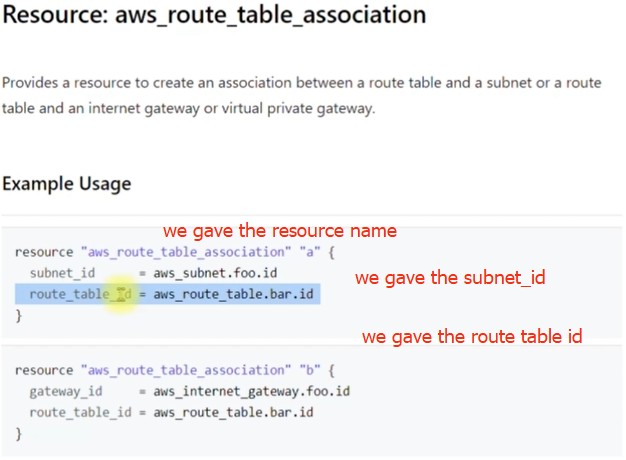 Resource: aws_route_table_association
Provides a resource to create an association between a route table and a subnet or a route
table and an internet gateway or virtual private gateway.
Example Usage
we gave the resource name
resource "aws_route_table_association" "a" {
subnet_id = aws_subnet.foo.id
we gave the subnet_id
route_table_id = aws_route_table.bar.id
}
we gave the route table id
resource "aws_route_table_association" "b" {
gateway_id = aws_internet_gateway.foo.id
route_table_id = aws_route_table.bar.id
}